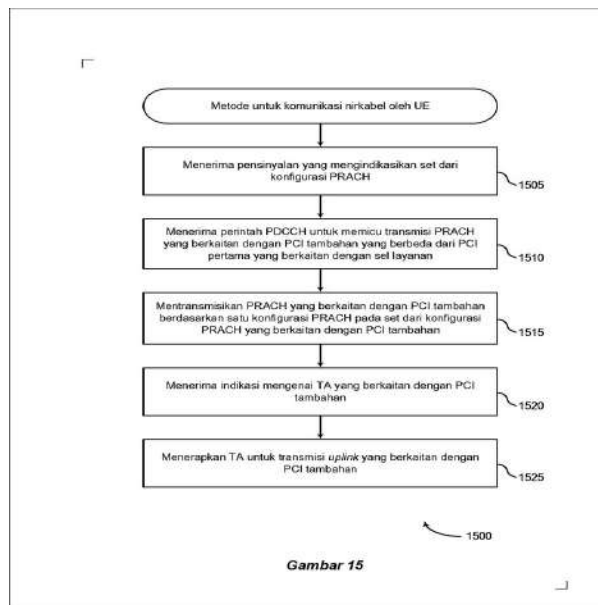 Metode untuk komunikasi nirkabel oleh UE
Menerima pensinyalan yang mengindikasikan set dari
konfigurasi PRACH
1505
Menerima perintah PDCCH untuk memicu transmisi PRACH
yang berkaitan dengan PCI tambahan yang berbeda dari PCI
pertama yang berkaitan dengan sel layanan
1510
Mentransmisikan PRACH yang berkaitan dengan PCI tambahan
berdasarkan satu konfigurasi PRACH pada set dari konfigurasi
PRACH yang berkaitan dengan PCI tambahan
1515
Menerima indikasi mengenai TA yang berkaitan dengan PCI
tambahan
1520
Menerapkan TA untuk transmisi uplink yang berkaitan dengan
PCI tambahan
1525
1500
Gambar 15